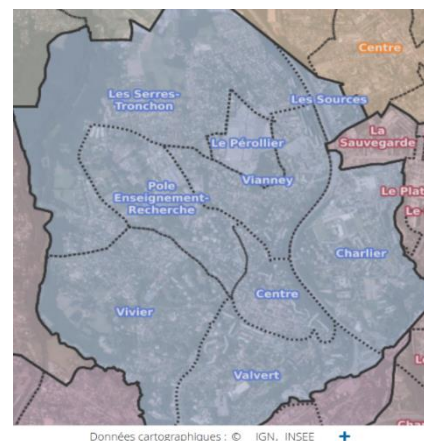 Centre
Les Serres-
Tronchon
Les Sources
La
Sauvegarde
Le Pérollier
Vianney
Pole
Enseignement-
Recherche
Le Plat
Le
Charlier
Centre
Vivier
Valvert
Données cartographiques : © IGN, INSEE +